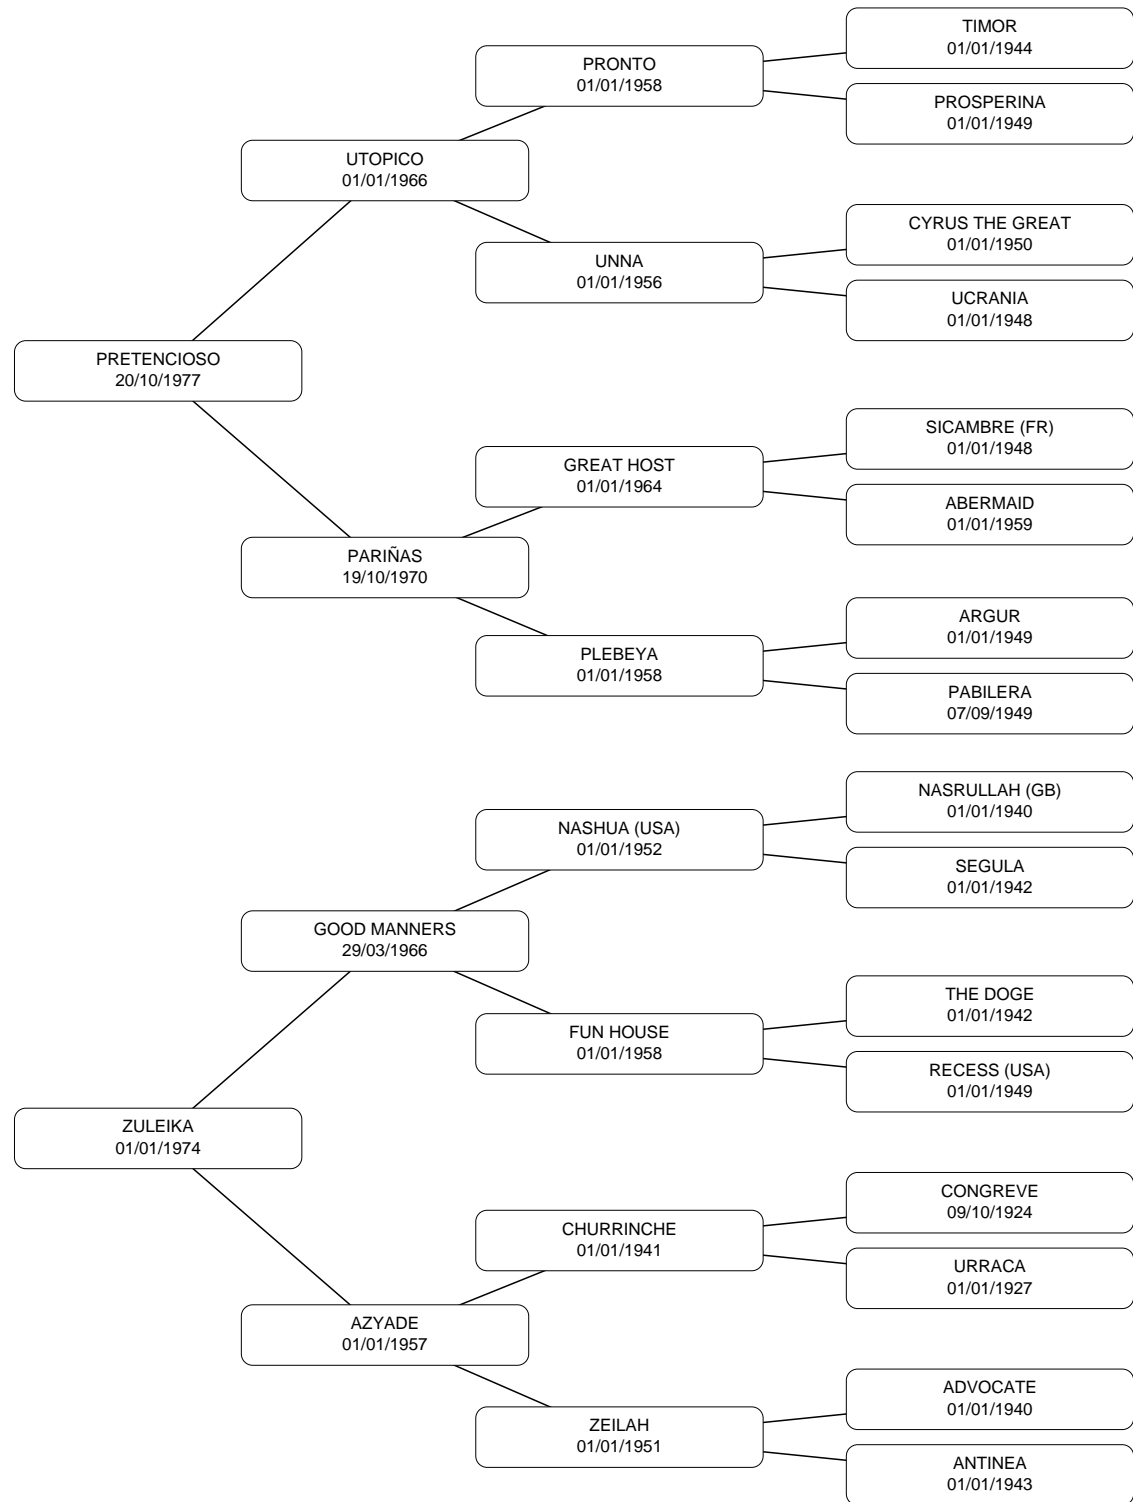 TIMOR
01/01/1944
PRONTO
01/01/1958
PROSPERINA
01/01/1949
UTOPICO
01/01/1966
CYRUS THE GREAT
01/01/1950
UNNA
01/01/1956
UCRANIA
01/01/1948
PRETENCIOSO
20/10/1977
SICAMBRE (FR)
01/01/1948
GREAT HOST
01/01/1964
ABERMAID
01/01/1959
PARIÑAS
19/10/1970
ARGUR
01/01/1949
PLEBEYA
01/01/1958
PABILERA
07/09/1949
NASRULLAH (GB)
01/01/1940
NASHUA (USA)
01/01/1952
SEGULA
01/01/1942
GOOD MANNERS
29/03/1966
THE DOGE
01/01/1942
FUN HOUSE
01/01/1958
RECESS (USA)
01/01/1949
ZULEIKA
01/01/1974
CONGREVE
09/10/1924
CHURRINCHE
01/01/1941
URRACA
01/01/1927
AZYADE
01/01/1957
ADVOCATE
01/01/1940
ZEILAH
01/01/1951
ANTINEA
01/01/1943